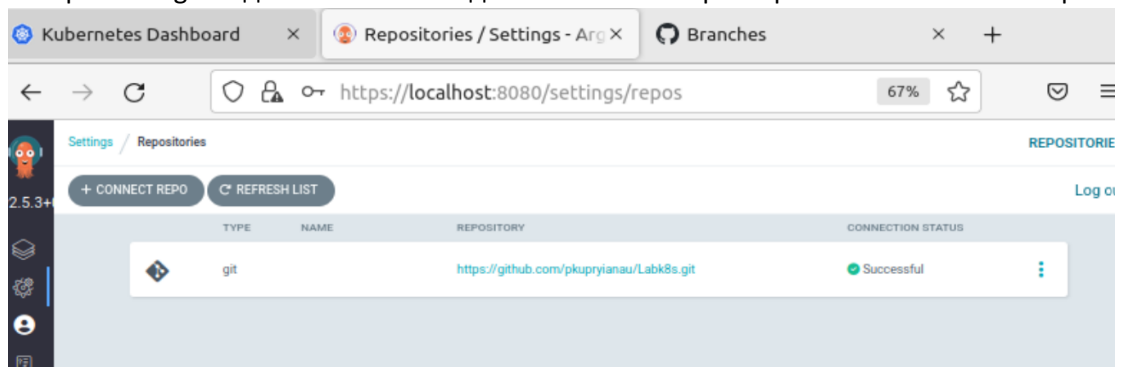 Kubernetes Dashboard
Repositories / Settings - Arg
Branches
https://localhost:8080/settings/repos
67%
Settings / Repositories
REPOSITORIE
+ CONNECT REPO
REFRESH LIST
Log ou
2.5.3+
TYPE NAME REPOSITORY CONNECTION STATUS
git https://github.com/pkupryianau/Labk8s.git Successful